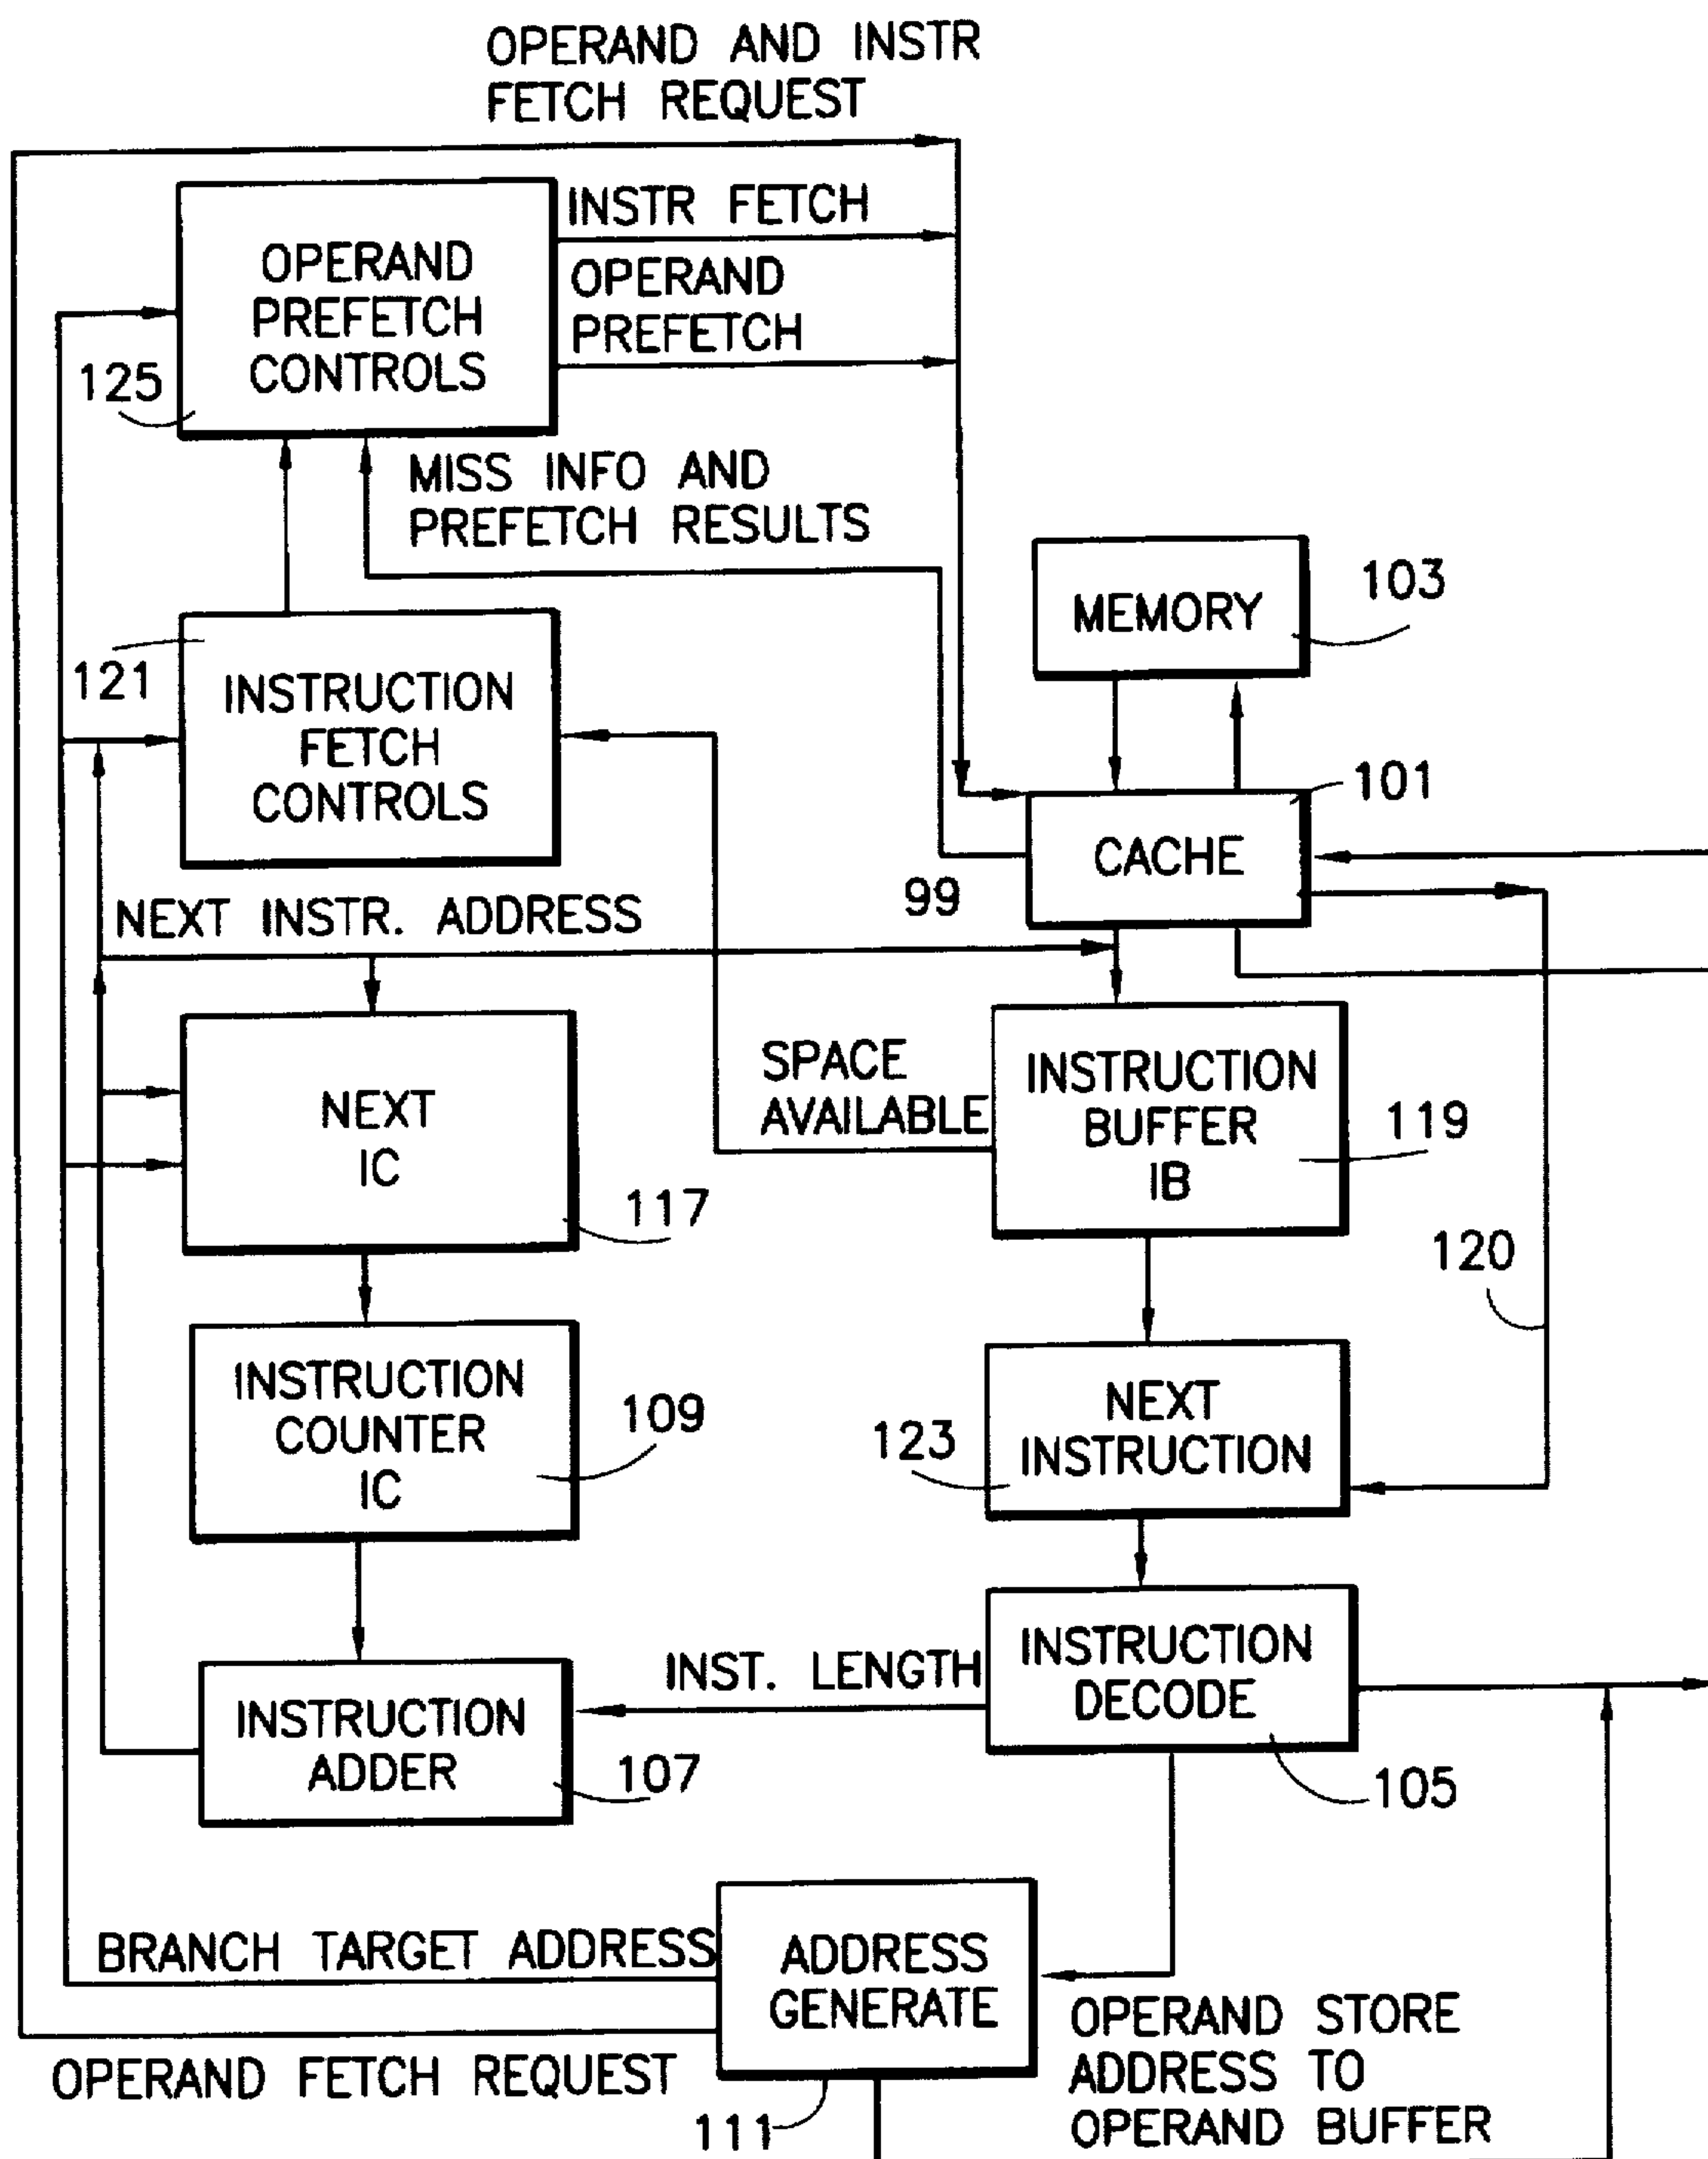 OPERAND AND INSTR
FETCH REQUEST
INSTR FETCH
OPERAND
PREFETCH
CONTROLS
OPERAND
PREFETCH
125
MISS INFO AND
PREFETCH RESULTS
MEMORY
103
121
INSTRUCTION
FETCH
CONTROLS
101
CACHE
99
NEXT INSTR. ADDRESS
SPACE
AVAILABLE
INSTRUCTION
BUFFER
IB
119
NEXT
IC
117
120
INSTRUCTION
COUNTER
IC
109
123
NEXT
INSTRUCTION
INST. LENGTH
INSTRUCTION
DECODE
105
INSTRUCTION
ADDER
107
BRANCH TARGET ADDRESS
ADDRESS
GENERATE
OPERAND FETCH REQUEST
111
OPERAND STORE
ADDRESS TO
OPERAND BUFFER